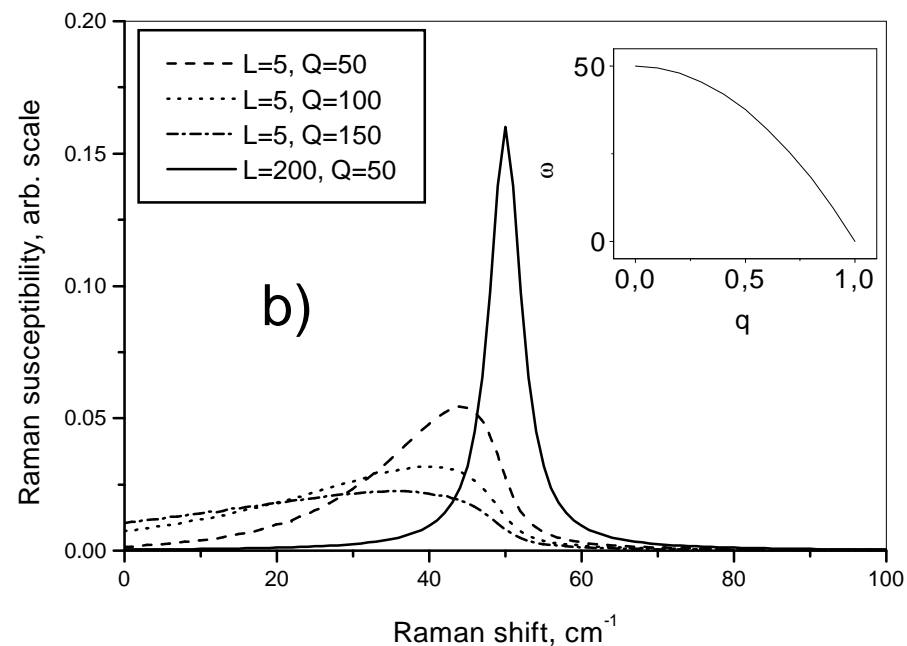 0.20
0.15
0.10
0.05
0.00
Raman susceptibility, arb. scale
L=5, Q=50
L=5, Q=100
L=5, Q=150
L=200, Q=50
b)
50
0
ω
0,0 0,5 1,0
q
0 20 40 60 80 100
Raman shift, cm⁻¹